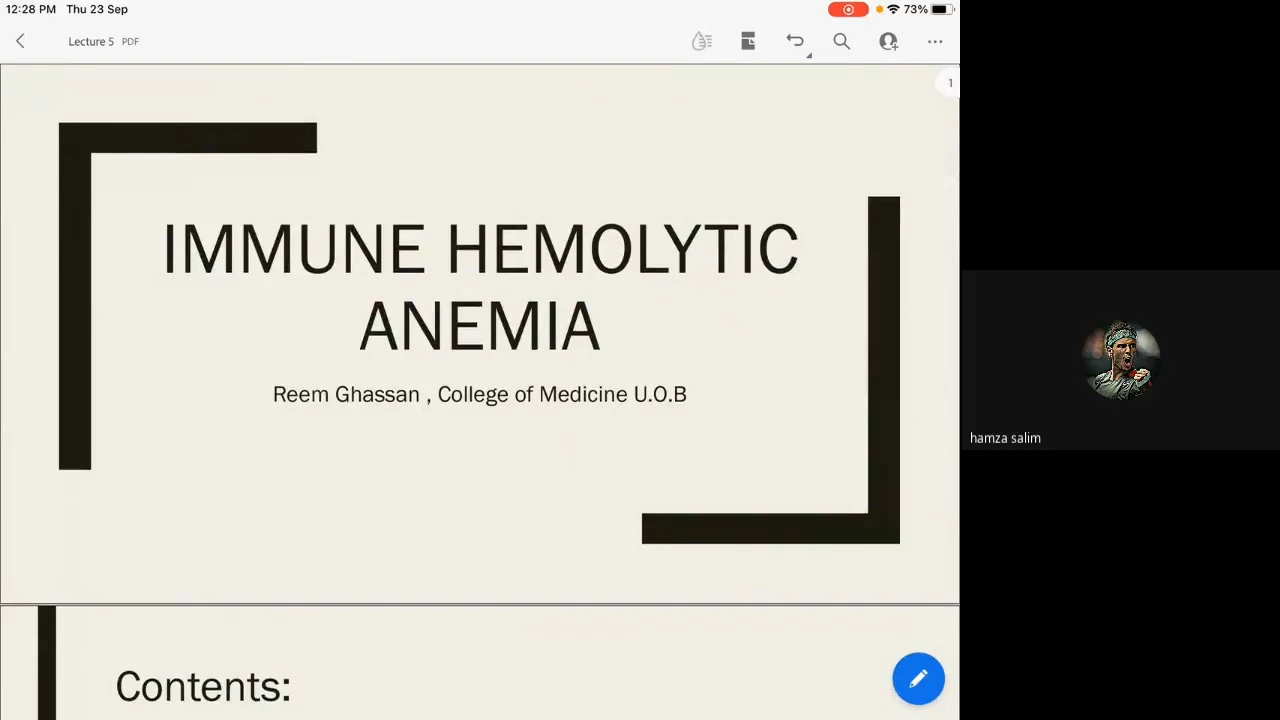 12:28 PM Thu 23 Sep
73%
Lecture 5 PDF
1
IMMUNE HEMOLYTIC
ANEMIA
Reem Ghassan , College of Medicine U.O.B
Contents:
hamza salim